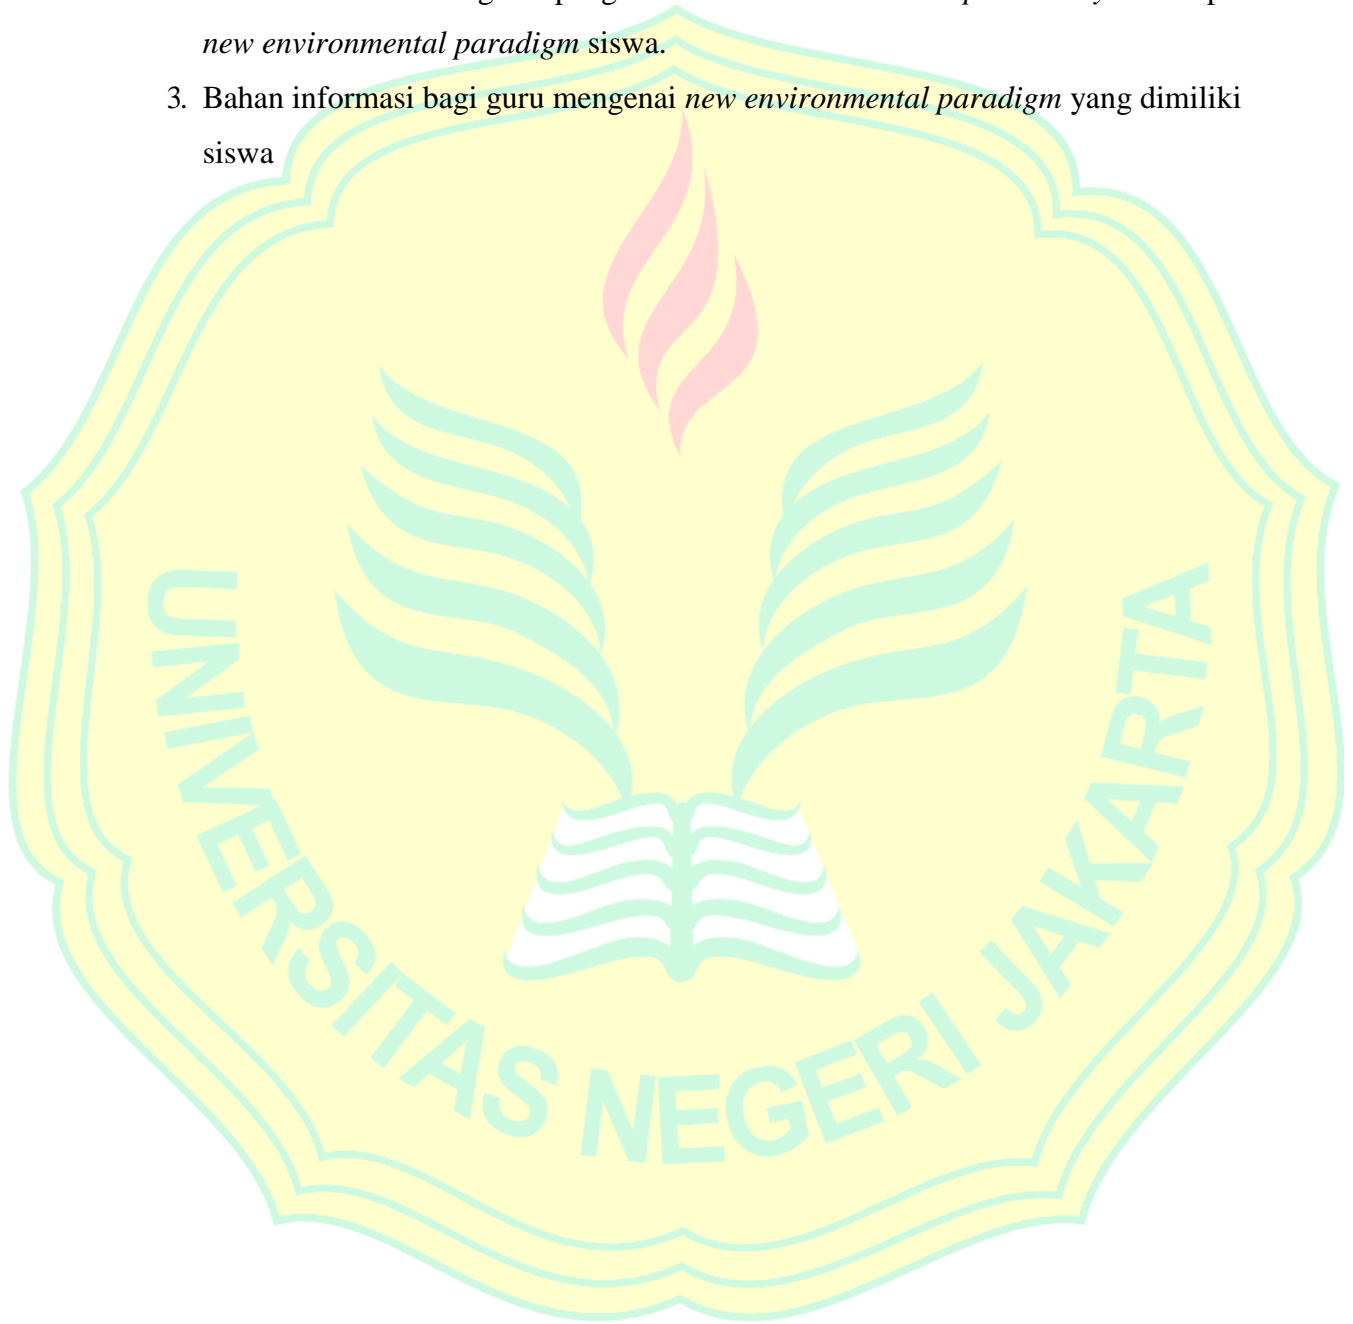 new environmental paradigm siswa.
3. Bahan informasi bagi guru mengenai new environmental paradigm yang dimiliki
siswa
UNIVERSITAS NEGERI JAKARTA